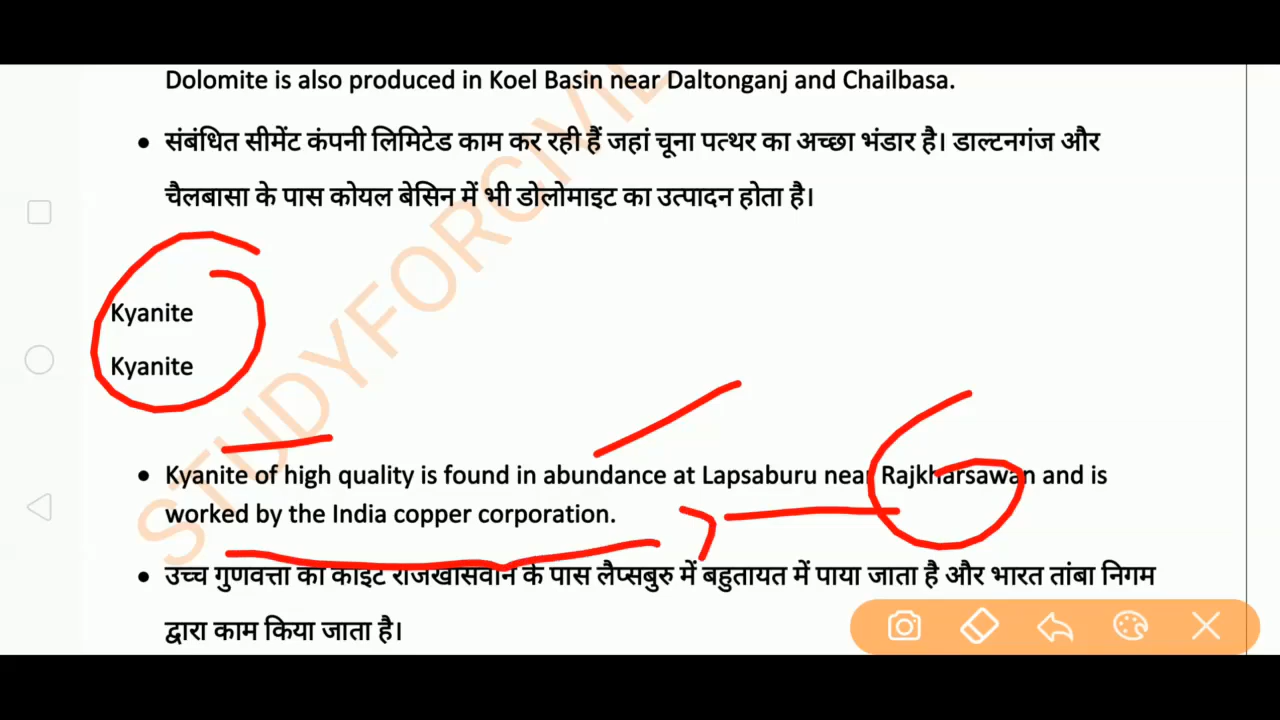 Dolomite is also produced in Koel Basin near Daltonganj and Chailbasa.
• संबंधित सीमेंट कंपनी लिमिटेड काम कर रही हैं जहां चूना पत्थर का अच्छा भंडार है। डाल्टनगंज और
चैलबासा के पास कोयल बेसिन में भी डोलोमाइट का उत्पादन होता है।
Kyanite
Kyanite
• Kyanite of high quality is found in abundance at Lapsaburu near Rajkharsawan and is
worked by the India copper corporation.
• उच्च गुणवत्ता का काइट राजखासवान के पास लैप्सबुरु में बहुतायत में पाया जाता है और भारत तांबा निगम
द्वारा काम किया जाता है।
STUDYFORCIVIL